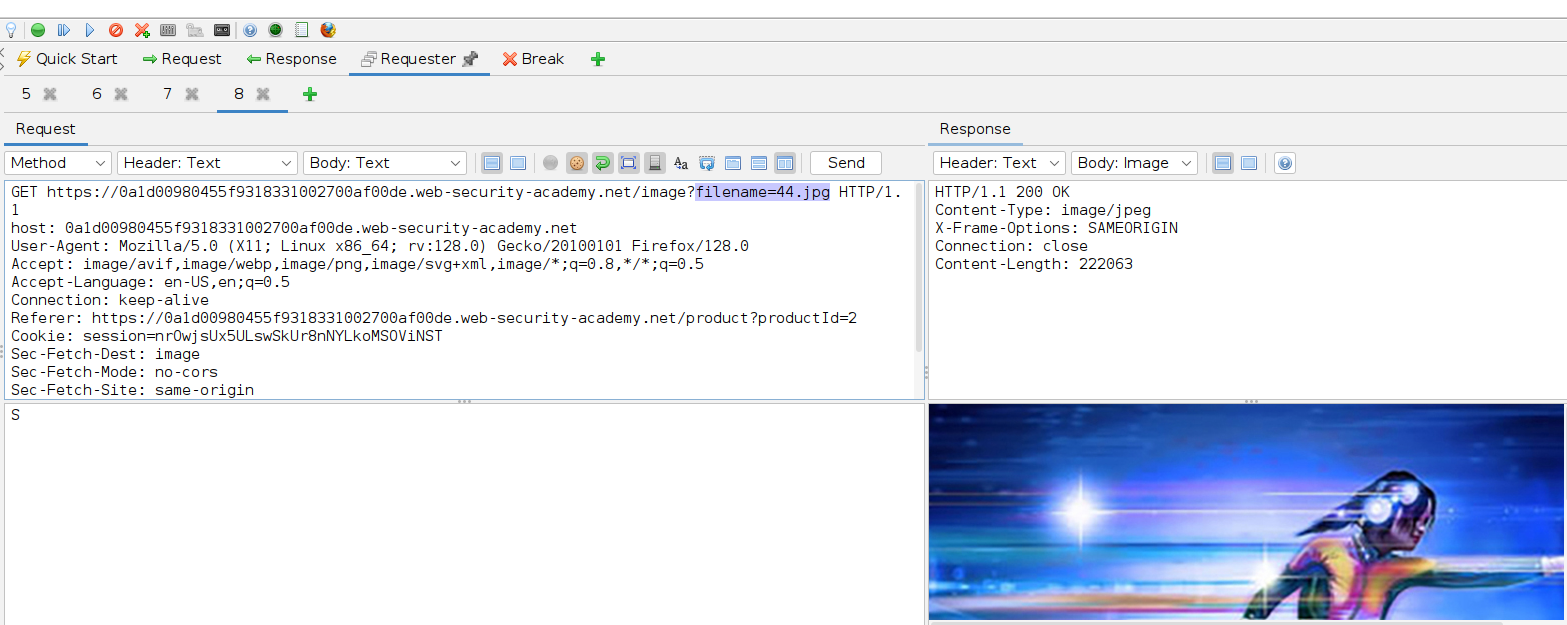 Quick Start Request Response Requester Break
5 6 7 8
Request
Response
Method Header: Text Body: Text Send
Header: Text Body: Image
GET https://0a1d00980455f9318331002700af00de.web-security-academy.net/image?filename=44.jpg HTTP/1.
1
host: 0a1d00980455f9318331002700af00de.web-security-academy.net
User-Agent: Mozilla/5.0 (X11; Linux x86_64; rv:128.0) Gecko/20100101 Firefox/128.0
Accept: image/avif,image/webp,image/png,image/svg+xml,image/*;q=0.8,*/*;q=0.5
Accept-Language: en-US,en;q=0.5
Connection: keep-alive
Referer: https://0a1d00980455f9318331002700af00de.web-security-academy.net/product?productId=2
Cookie: session=nrOwjsUx5ULswSkUr8nNYLkoMSOViNST
Sec-Fetch-Dest: image
Sec-Fetch-Mode: no-cors
Sec-Fetch-Site: same-origin
S
HTTP/1.1 200 OK
Content-Type: image/jpeg
X-Frame-Options: SAMEORIGIN
Connection: close
Content-Length: 222063